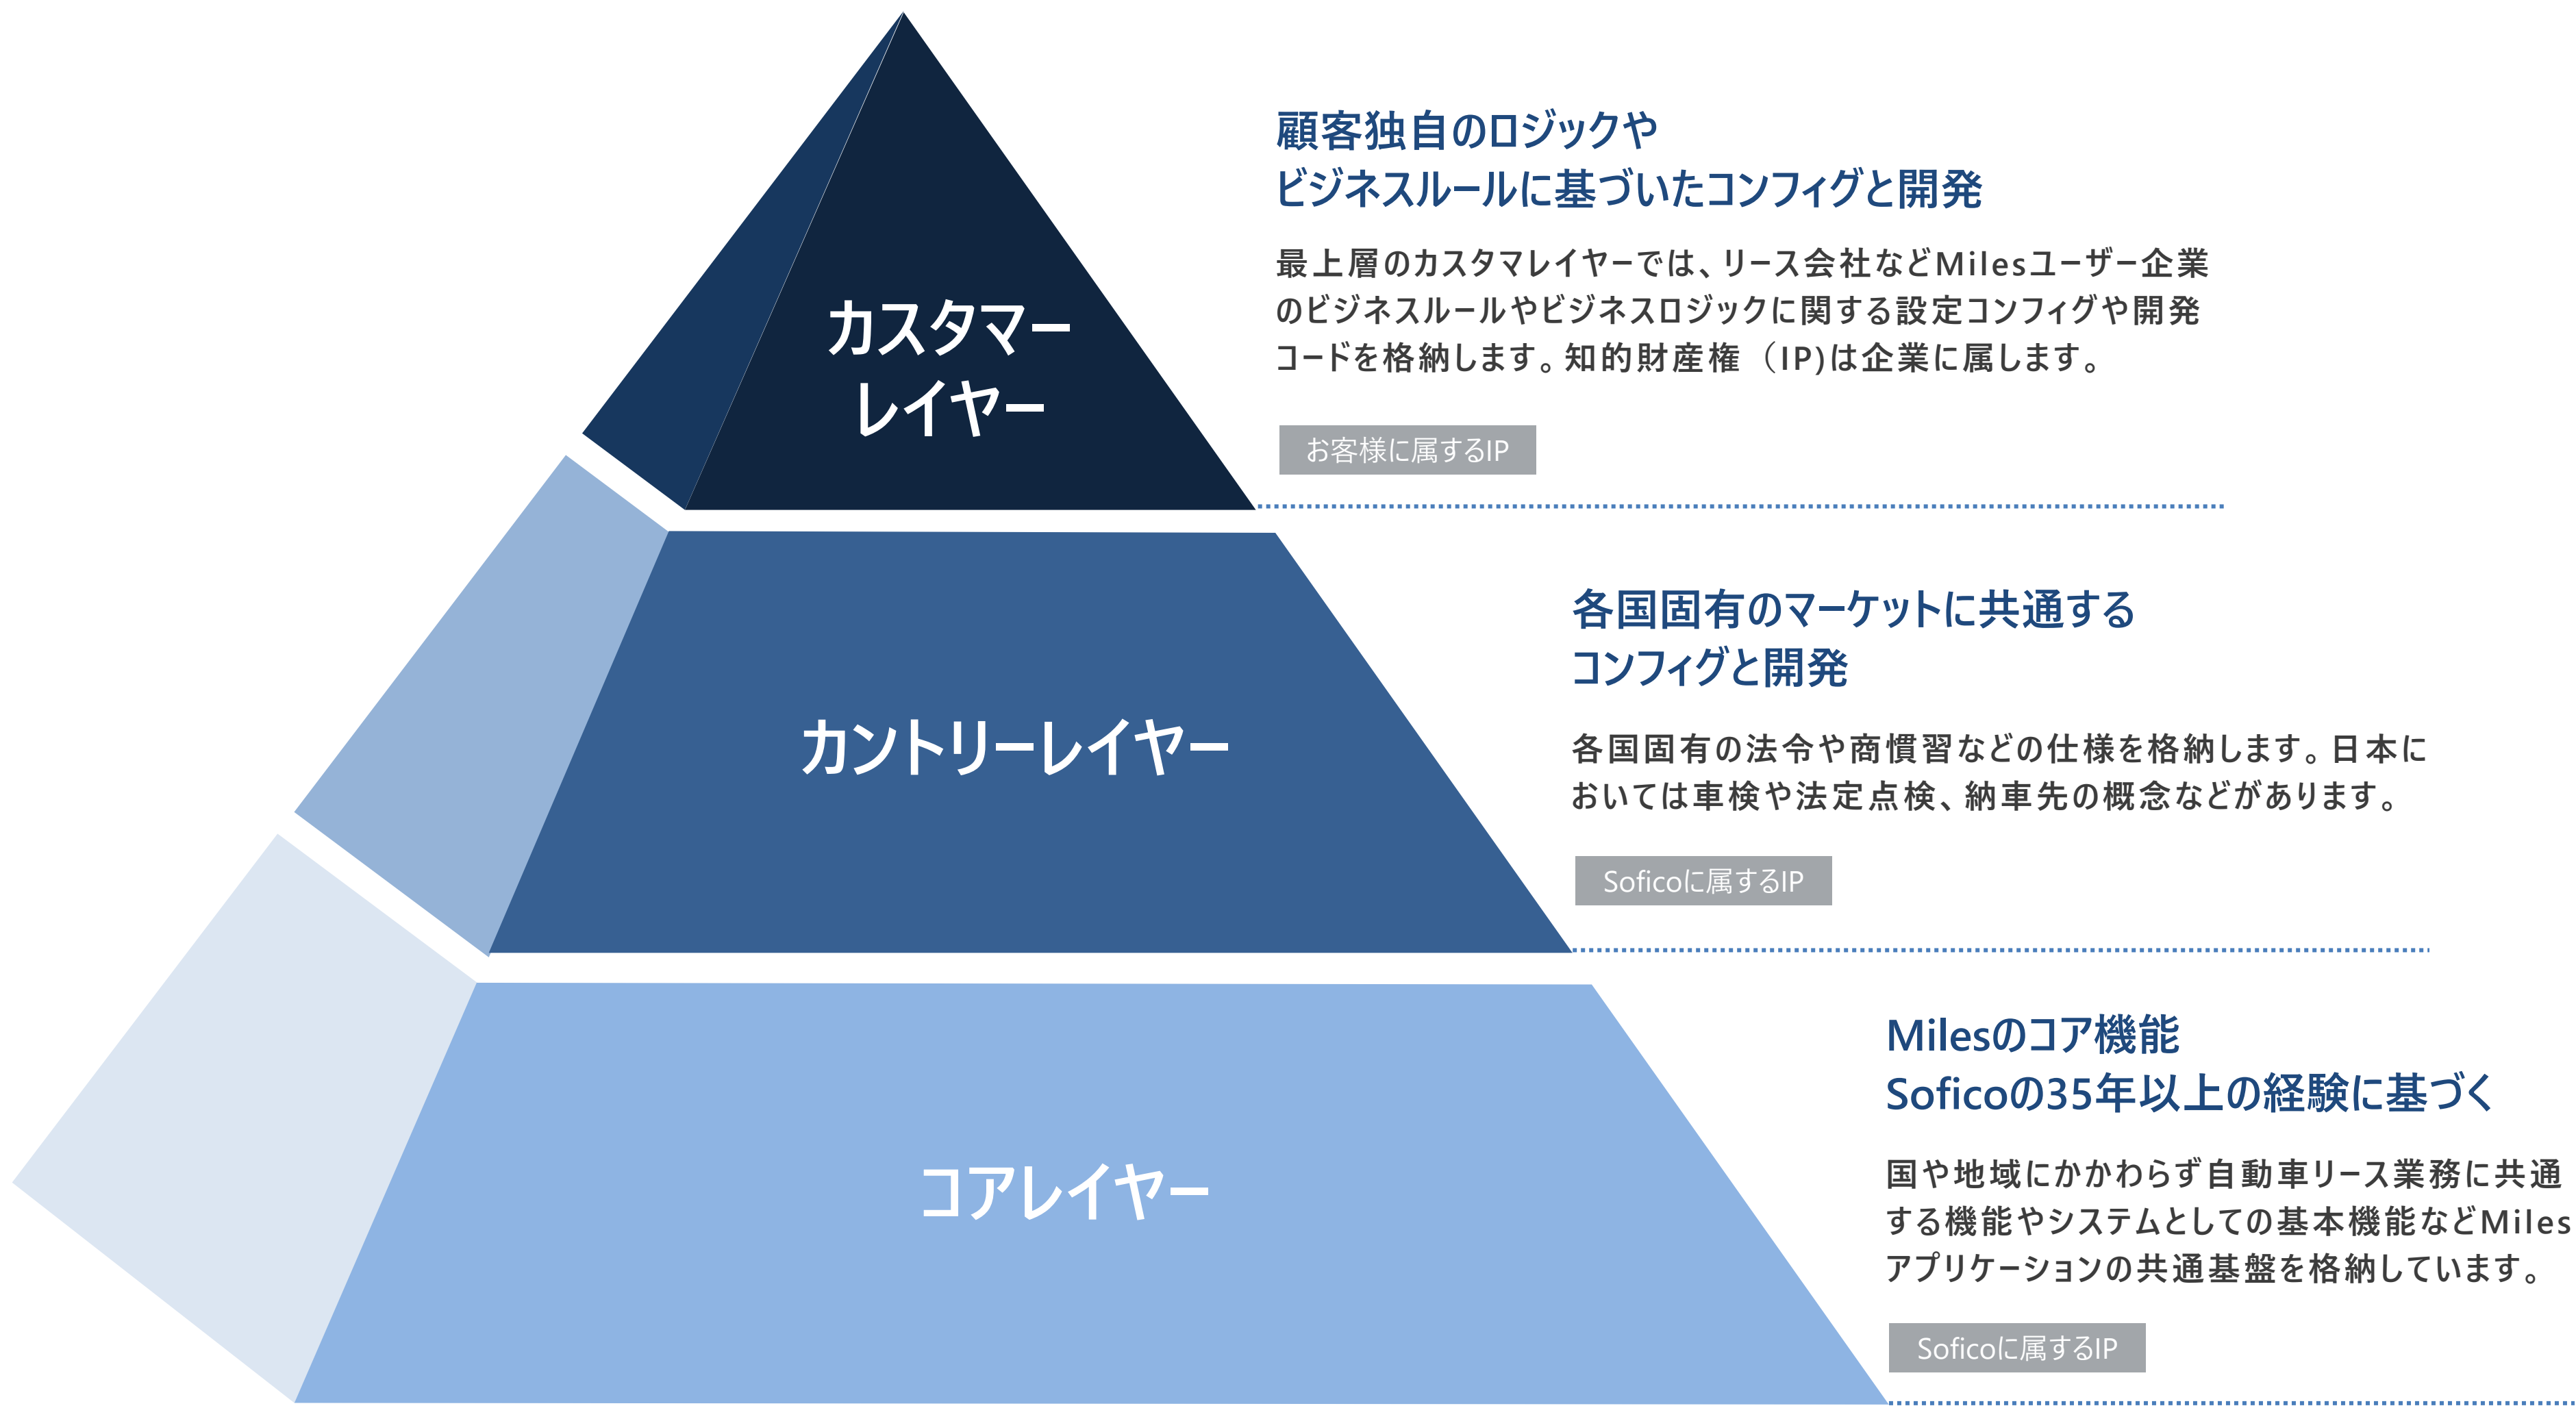 カスタマー
レイヤー
顧客独自のロジックや
ビジネスルールに基づいたコンフィグと開発
最上層のカスタマレイヤーでは、リース会社などMilesユーザー企業
のビジネスルールやビジネスロジックに関する設定コンフィグや開発
コードを格納します。知的財産権（IP)は企業に属します。
お客様に属するIP
カントリーレイヤー
各国固有のマーケットに共通する
コンフィグと開発
各国固有の法令や商慣習などの仕様を格納します。日本に
おいては車検や法定点検、納車先の概念などがあります。
Soficoに属するIP
コアレイヤー
Milesのコア機能
Soficoの35年以上の経験に基づく
国や地域にかかわらず自動車リース業務に共通
する機能やシステムとしての基本機能などMiles
アプリケーションの共通基盤を格納しています。
Soficoに属するIP